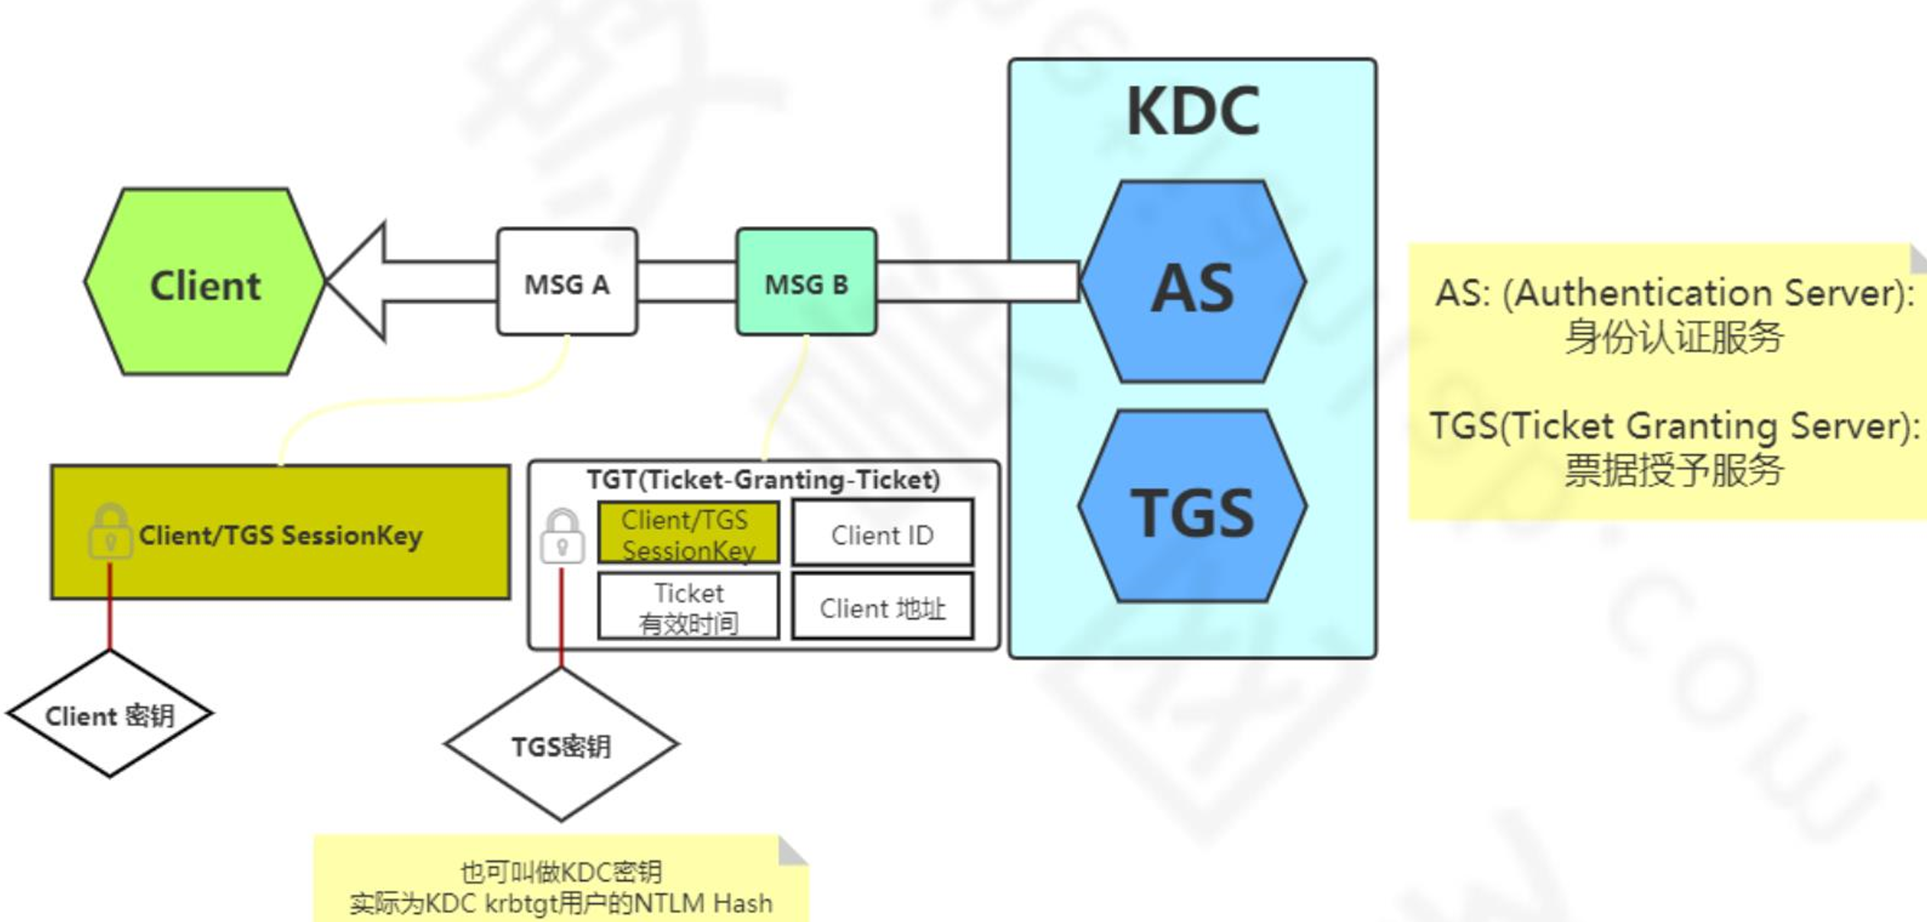 KDC
Client
MSG A
MSG B
AS
AS: (Authentication Server):
身份认证服务
TGS(Ticket Granting Server):
票据授予服务
TGT(Ticket-Granting-Ticket)
Client/TGS SessionKey
Client/TGS
SessionKey
Client ID
Ticket
有效时间
Client 地址
TGS
Client 密钥
TGS密钥
也可叫做KDC密钥
实际为KDC krbtgt用户的NTLM Hash